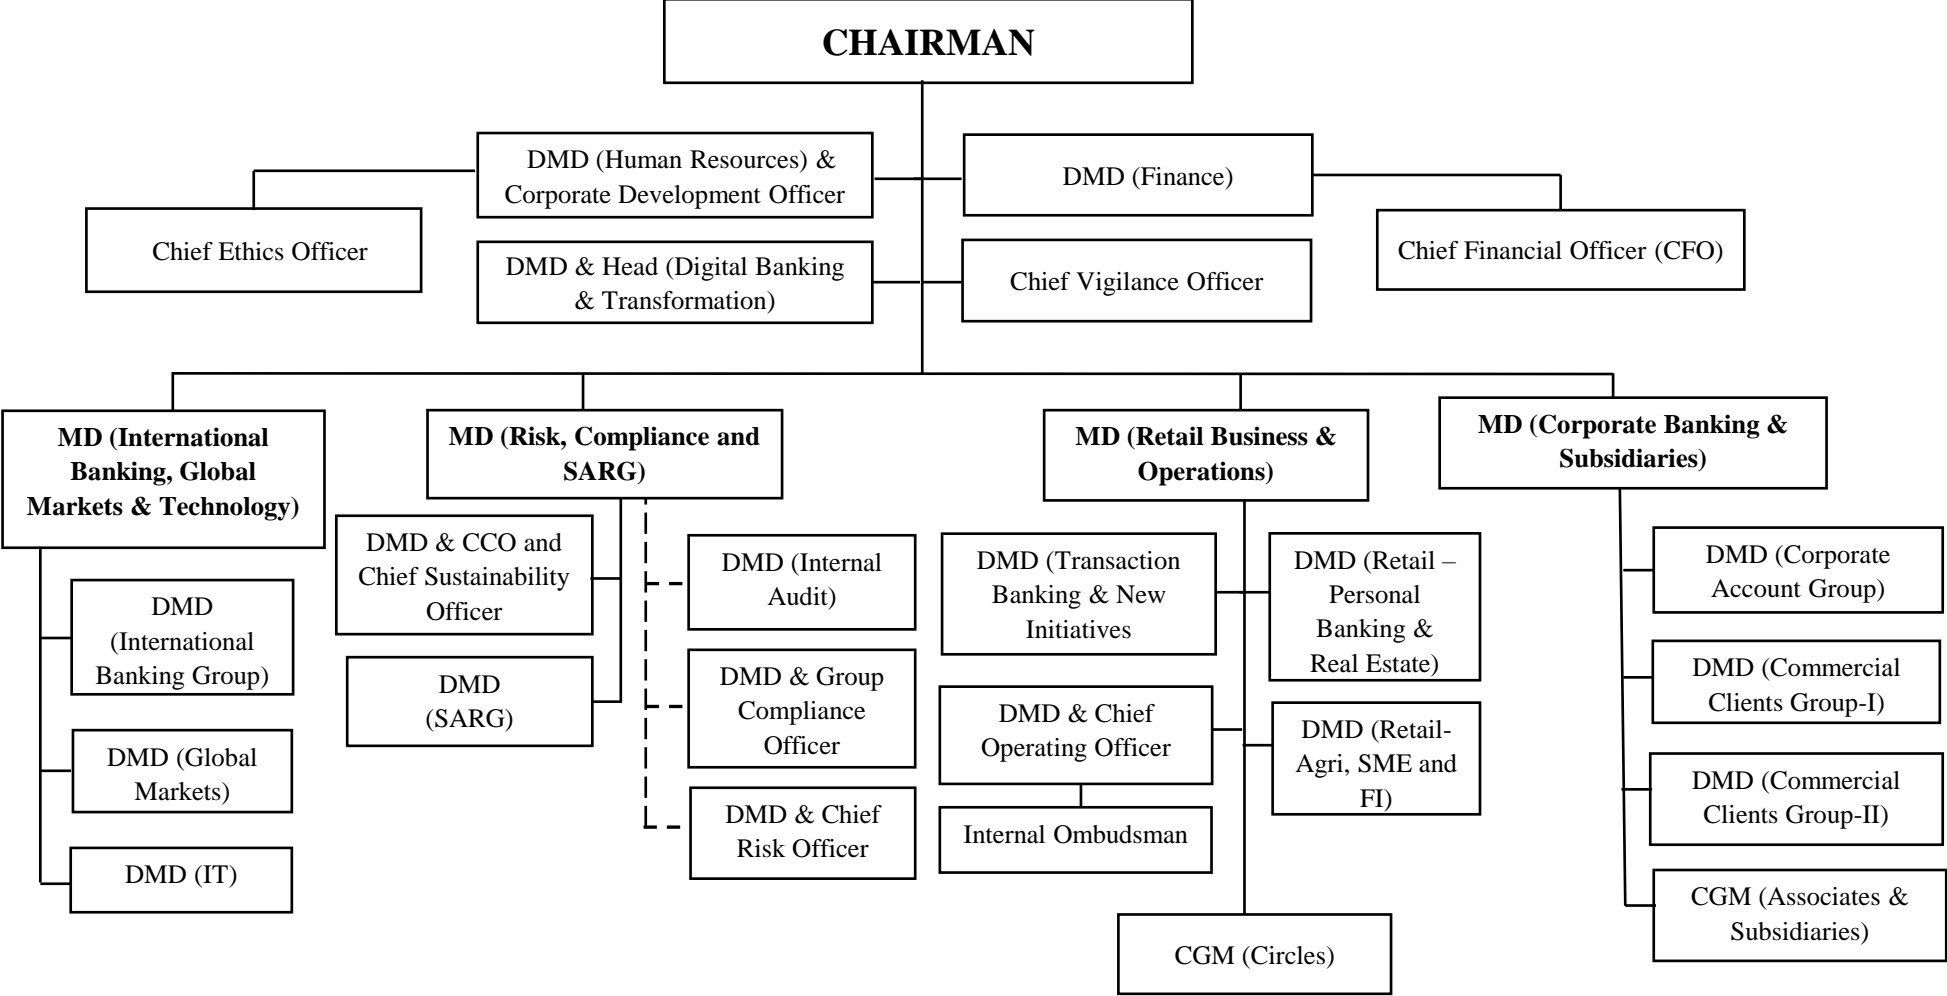 CHAIRMAN
DMD (Human Resources) &
Corporate Development Officer
DMD (Finance)
Chief Ethics Officer
Chief Financial Officer (CFO)
DMD & Head (Digital Banking
& Transformation)
Chief Vigilance Officer
MD (International
Banking, Global
Markets & Technology)
MD (Risk, Compliance and
SARG)
MD (Retail Business &
Operations)
MD (Corporate Banking &
Subsidiaries)
DMD
(International
Banking Group)
DMD (Global
Markets)
DMD (IT)
DMD & CCO and
Chief Sustainability
Officer
DMD
(SARG)
DMD (Internal
Audit)
DMD & Group
Compliance
Officer
DMD & Chief
Risk Officer
DMD (Transaction
Banking & New
Initiatives
DMD & Chief
Operating Officer
Internal Ombudsman
DMD (Retail –
Personal
Banking &
Real Estate)
DMD (Retail-
Agri, SME and
FI)
CGM (Circles)
DMD (Corporate
Account Group)
DMD (Commercial
Clients Group-I)
DMD (Commercial
Clients Group-II)
CGM (Associates &
Subsidiaries)